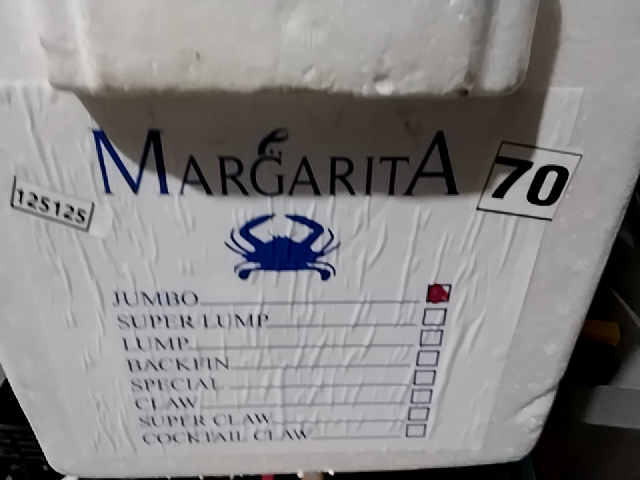 MARGARITA
70
125125
JUMBO
SUPER LUMP
LUMP
BACKFIN
SPECIAL
CLAW
SUPER CLAW
COCKTAIL CLAW